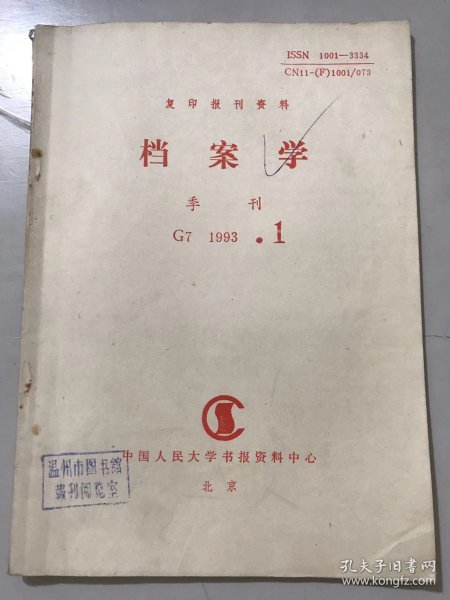 ISSN 1001—3334
CN11-(F)1001/073
复印报刊资料
档案学
季刊
G7 1993 .1
中国人民大学书报资料中心
北京
温州市图书馆
报刊阅览室
孔夫子旧书网
www.kongfz.com